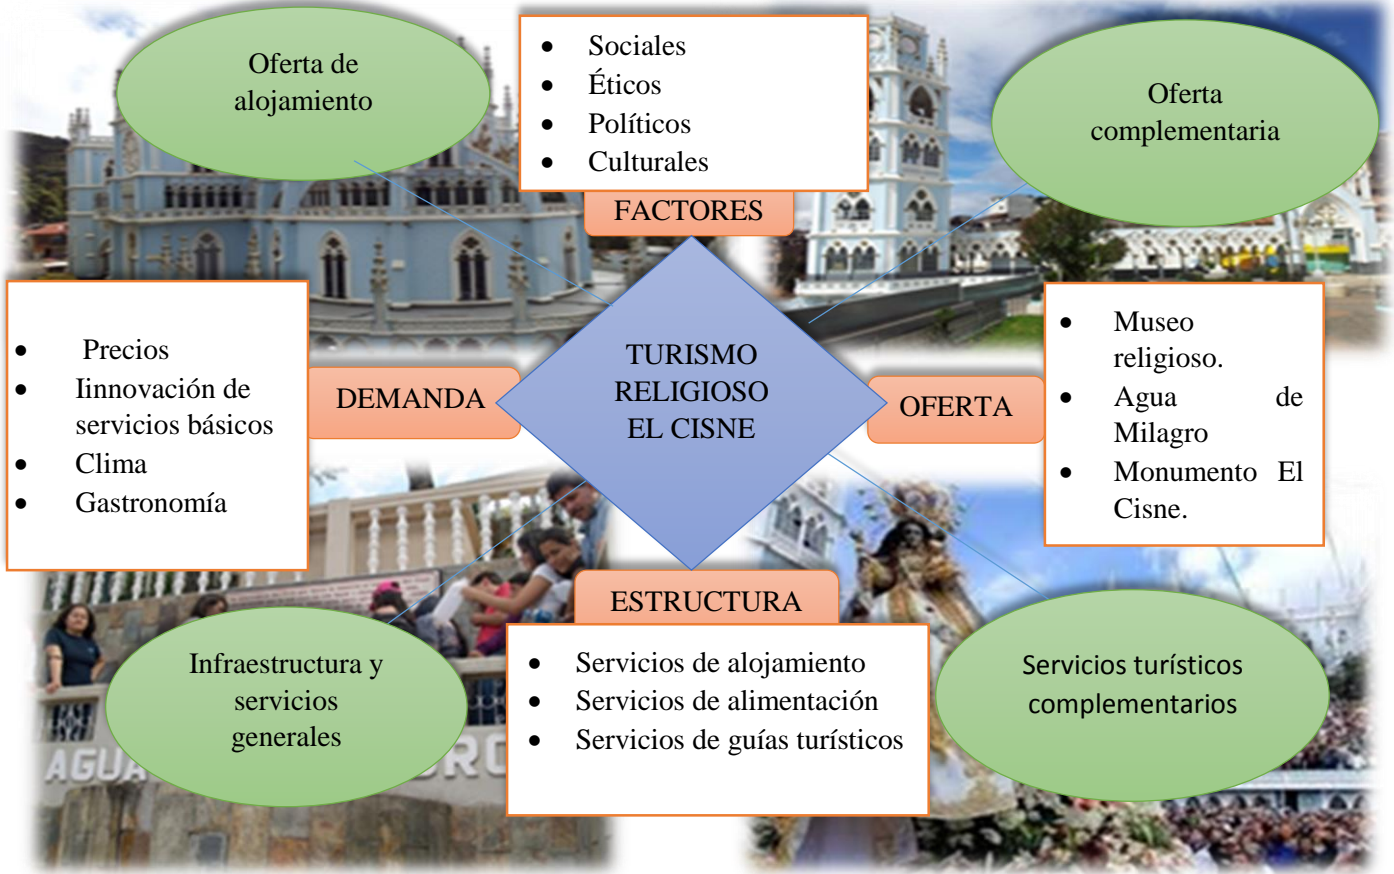 Oferta de
alojamiento
• Sociales
• Éticos
• Políticos
• Culturales
Oferta
complementaria
FACTORES
• Precios
• Iinnovación de
servicios básicos
• Clima
• Gastronomía
DEMANDA
TURISMO
RELIGIOSO
EL CISNE
OFERTA
• Museo
religioso.
• Agua de
Milagro
• Monumento El
Cisne.
ESTRUCTURA
Infraestructura y
servicios
generales
• Servicios de alojamiento
• Servicios de alimentación
• Servicios de guías turísticos
Servicios turísticos
complementarios
AGUA